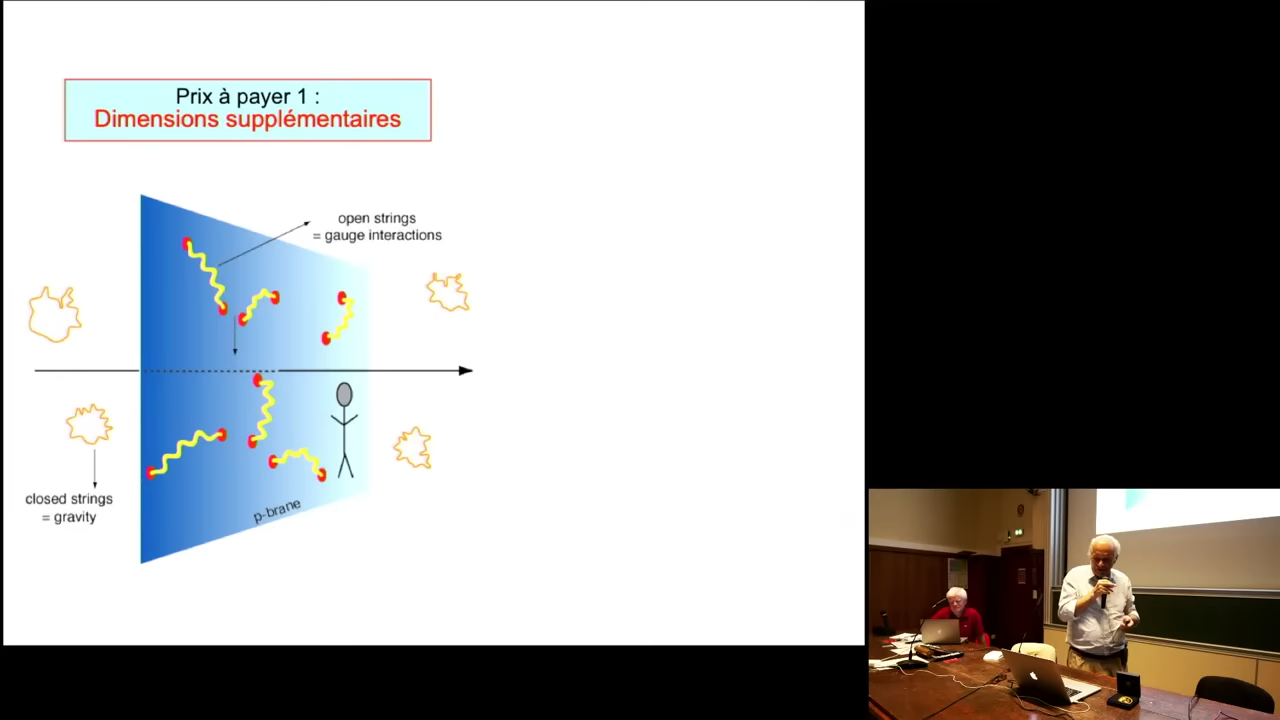 Prix à payer 1 :
Dimensions supplémentaires
open strings
= gauge interactions
closed strings
= gravity
p-brane